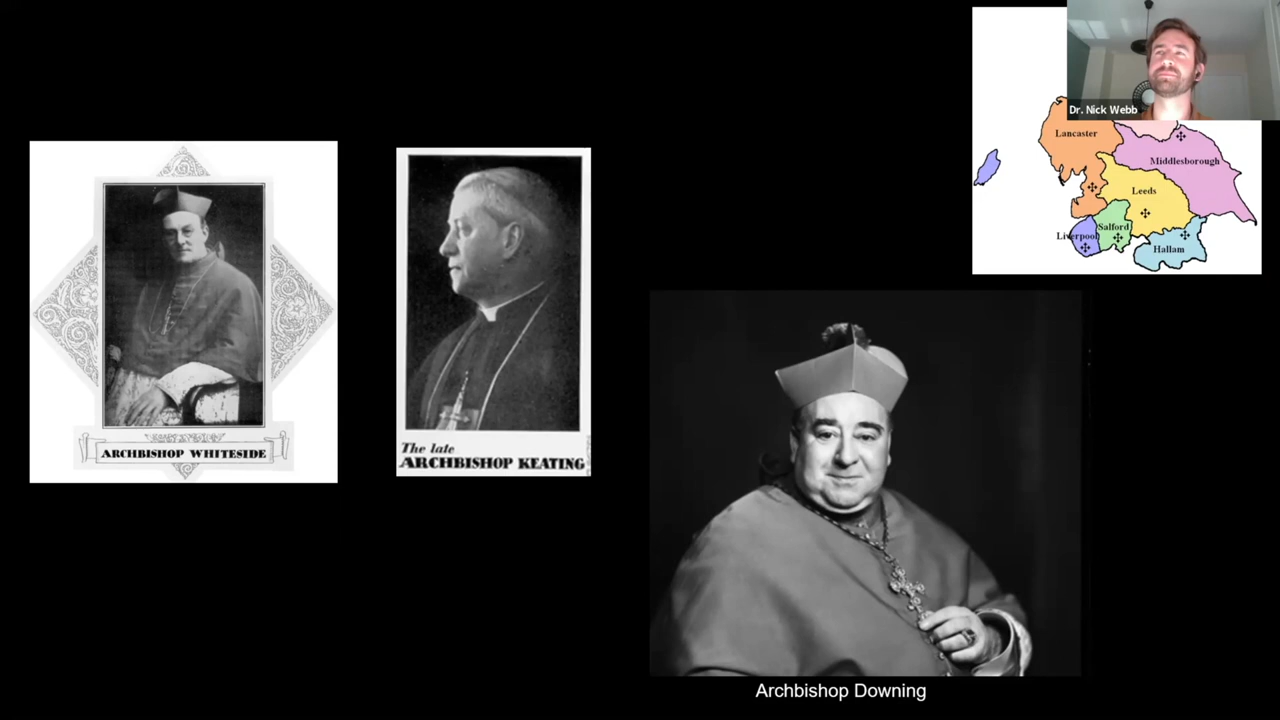 Dr. Nick Webb
Lancaster
Middlesborough
Leeds
Salford
Liverpool
Hallam
ARCHBISHOP WHITESIDE
The late
ARCHBISHOP KEATING
Archbishop Downing